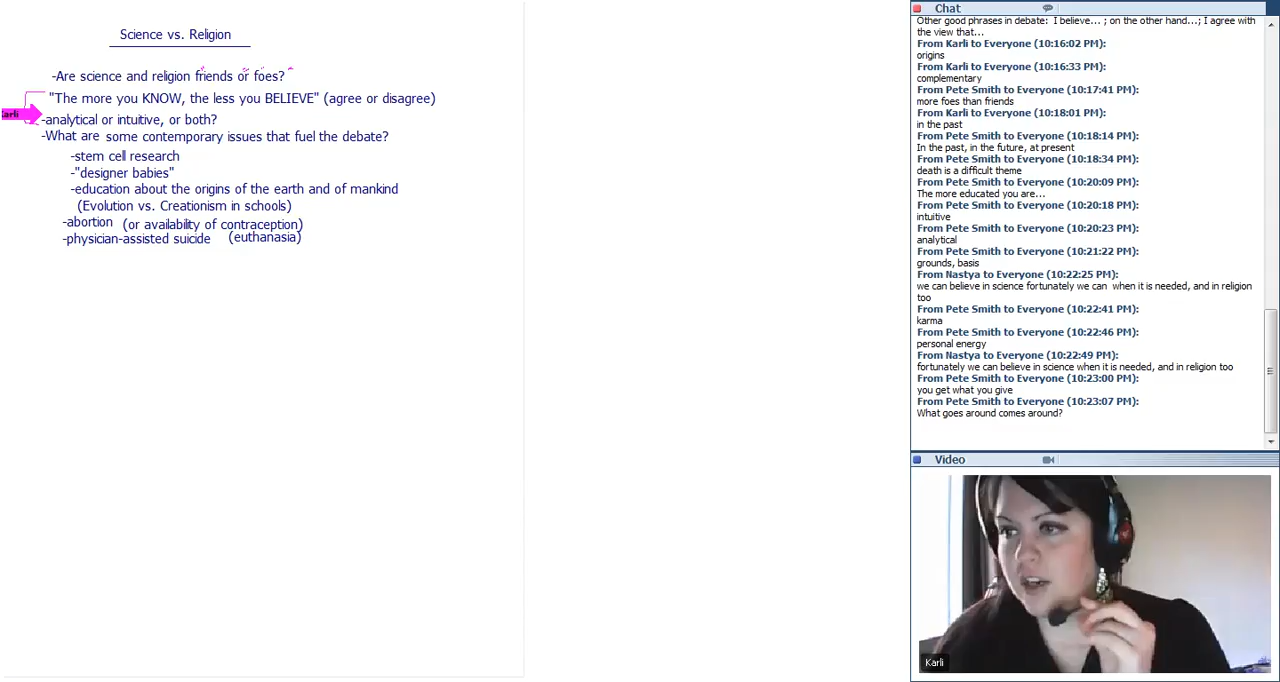 Science vs. Religion
-Are science and religion friends or foes?
"The more you KNOW, the less you BELIEVE" (agree or disagree)
Karli
-analytical or intuitive, or both?
-What are some contemporary issues that fuel the debate?
-stem cell research
-"designer babies"
-education about the origins of the earth and of mankind
(Evolution vs. Creationism in schools)
-abortion (or availability of contraception)
-physician-assisted suicide (euthanasia)
Chat
Other good phrases in debate: I believe... ; on the other hand...; I agree with
the view that...
From Karli to Everyone (10:16:02 PM):
origins
From Karli to Everyone (10:16:33 PM):
complementary
From Pete Smith to Everyone (10:17:41 PM):
more foes than friends
From Karli to Everyone (10:18:01 PM):
in the past
From Pete Smith to Everyone (10:18:14 PM):
In the past, in the future, at present
From Pete Smith to Everyone (10:18:34 PM):
death is a difficult theme
From Pete Smith to Everyone (10:20:09 PM):
The more educated you are...
From Pete Smith to Everyone (10:20:18 PM):
intuitive
From Pete Smith to Everyone (10:20:23 PM):
analytical
From Pete Smith to Everyone (10:21:22 PM):
grounds, basis
From Nastya to Everyone (10:22:25 PM):
we can believe in science fortunately we can when it is needed, and in religion
too
From Pete Smith to Everyone (10:22:41 PM):
karma
From Pete Smith to Everyone (10:22:46 PM):
personal energy
From Nastya to Everyone (10:22:49 PM):
fortunately we can believe in science when it is needed, and in religion too
From Pete Smith to Everyone (10:23:00 PM):
you get what you give
From Pete Smith to Everyone (10:23:07 PM):
What goes around comes around?
Video
Karli